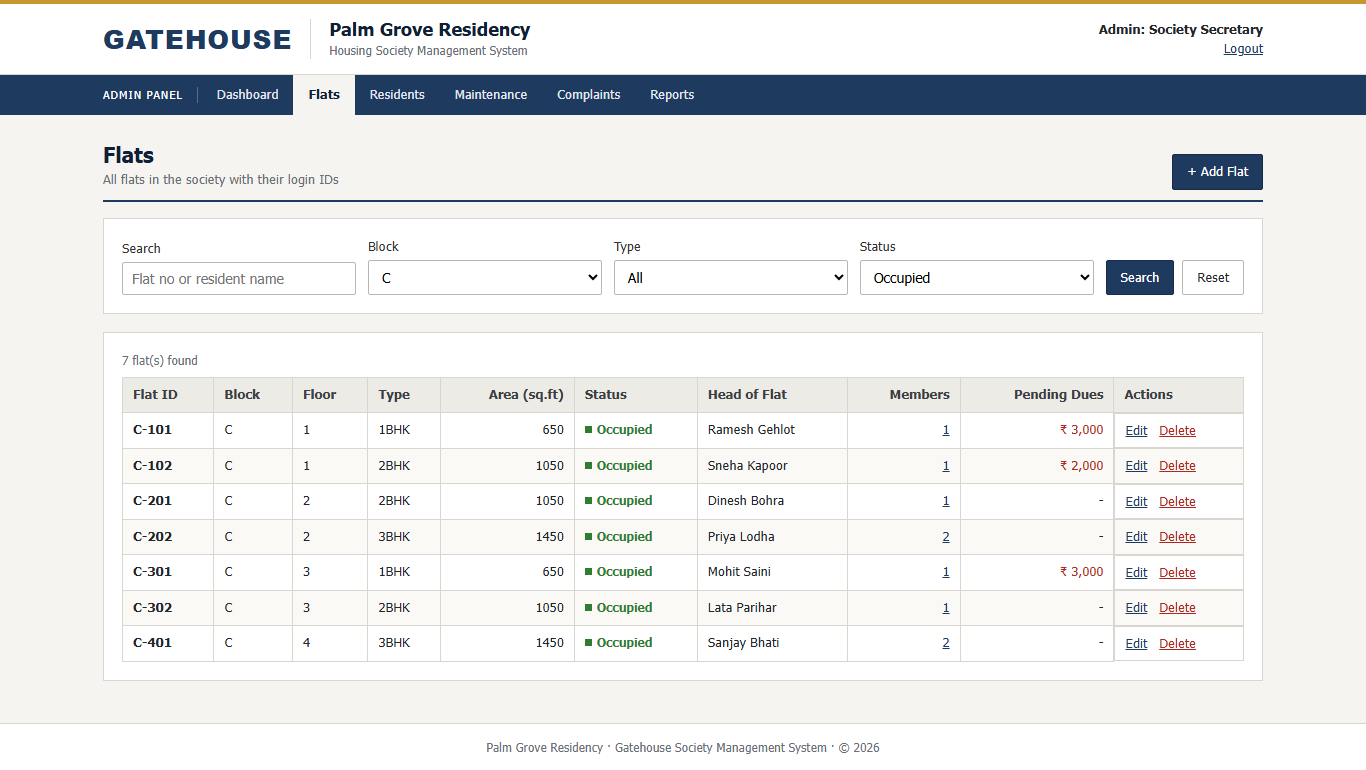 GATEHOUSE
Palm Grove Residency
Housing Society Management System
Admin: Society Secretary
Logout
ADMIN PANEL Dashboard Flats Residents Maintenance Complaints Reports
Flats
All flats in the society with their login IDs
+ Add Flat
Search Block Type Status
Flat no or resident name C All Occupied Search Reset
7 flat(s) found
Flat ID Block Floor Type Area (sq.ft) Status Head of Flat Members Pending Dues Actions
C-101 C 1 1BHK 650 Occupied Ramesh Gehlot 1 ₹ 3,000 Edit Delete
C-102 C 1 2BHK 1050 Occupied Sneha Kapoor 1 ₹ 2,000 Edit Delete
C-201 C 2 2BHK 1050 Occupied Dinesh Bohra 1 - Edit Delete
C-202 C 2 3BHK 1450 Occupied Priya Lodha 2 - Edit Delete
C-301 C 3 1BHK 650 Occupied Mohit Saini 1 ₹ 3,000 Edit Delete
C-302 C 3 2BHK 1050 Occupied Lata Parihar 1 - Edit Delete
C-401 C 4 3BHK 1450 Occupied Sanjay Bhati 2 - Edit Delete
Palm Grove Residency · Gatehouse Society Management System · © 2026